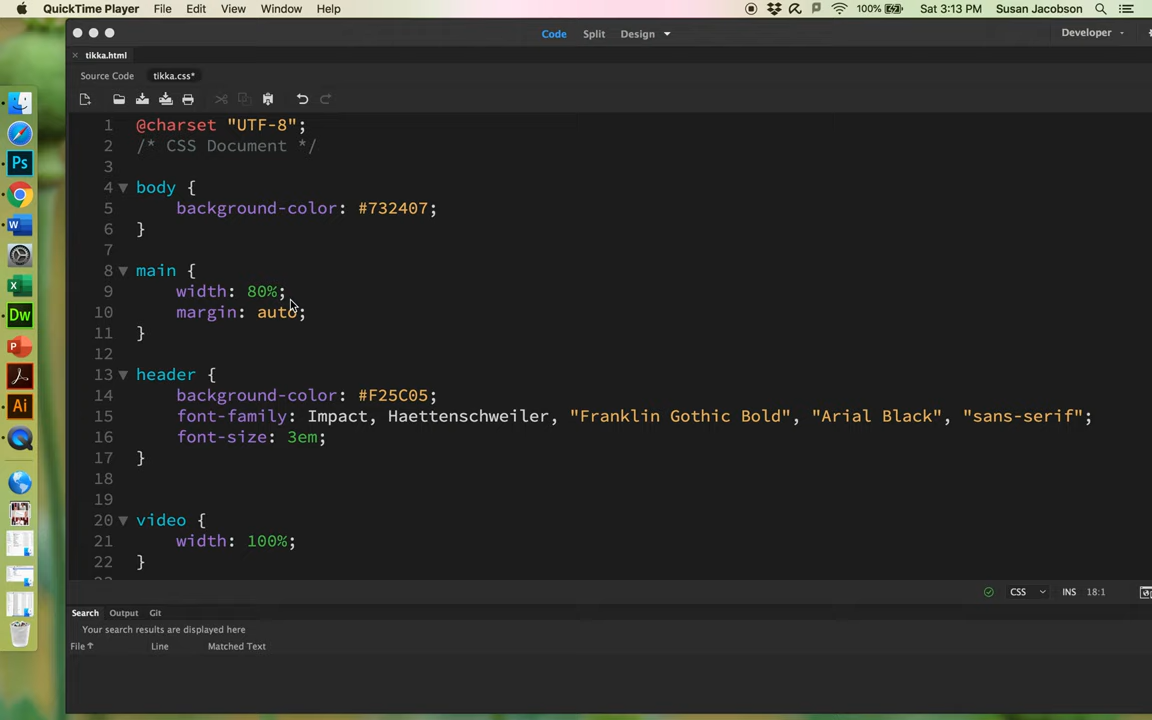 QuickTime Player File Edit View Window Help 100% Sat 3:13 PM Susan Jacobson
Code Split Design Developer
tikka.html
Source Code tikka.css*
1 @charset "UTF-8";
2 /* CSS Document */
3
4 body {
5 background-color: #732407;
6 }
7
8 main {
9 width: 80%;
10 margin: auto;
11 }
12
13 header {
14 background-color: #F25C05;
15 font-family: Impact, Haettenschweiler, "Franklin Gothic Bold", "Arial Black", "sans-serif";
16 font-size: 3em;
17 }
18
19
20 video {
21 width: 100%;
22 }
CSS INS 18:1
Search Output Git
Your search results are displayed here
File Line Matched Text
Ps
W
X
Dw
P
Ai